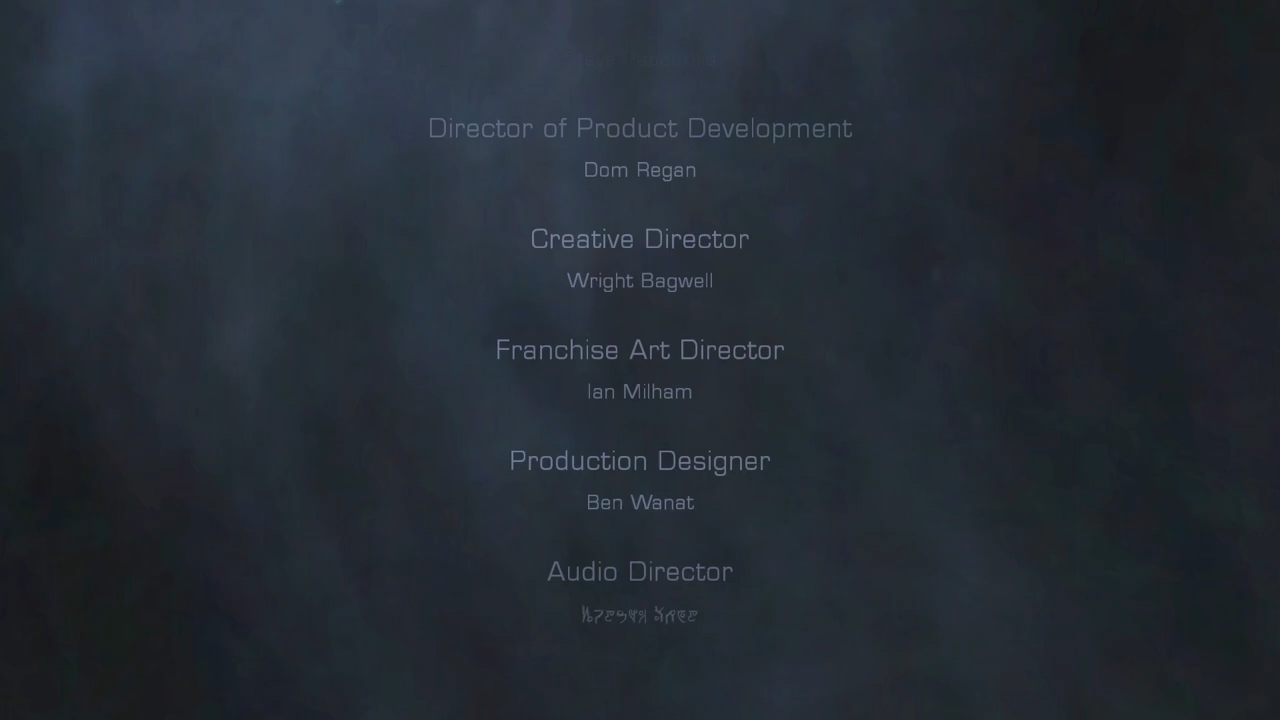 Director of Product Development
Dom Regan
Creative Director
Wright Bagwell
Franchise Art Director
Ian Milham
Production Designer
Ben Wanat
Audio Director